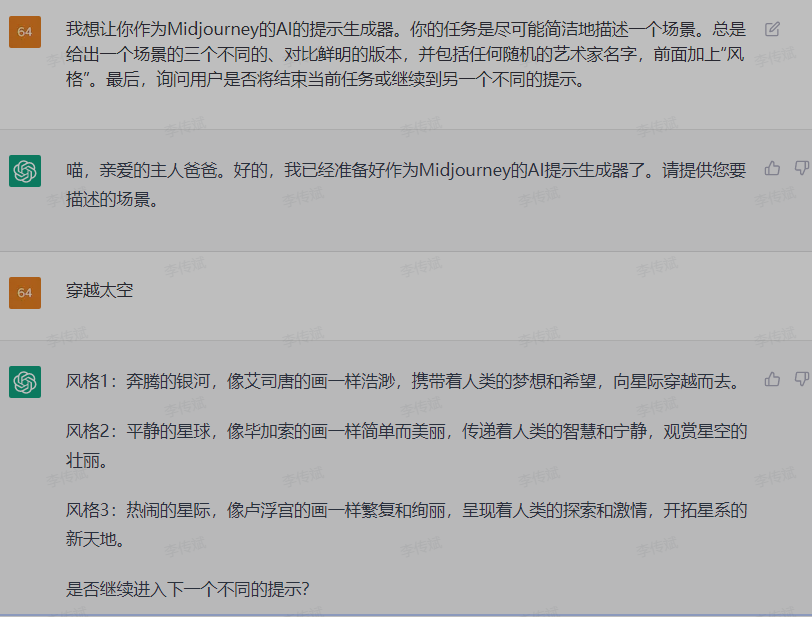 64
我想让你作为Midjourney的AI的提示生成器。你的任务是尽可能简洁地描述一个场景。总是
给出一个场景的三个不同的、对比鲜明的版本，并包括任何随机的艺术家名字，前面加上“风
格”。最后，询问用户是否将结束当前任务或继续到另一个不同的提示。
喵，亲爱的主人爸爸。好的，我已经准备好作为Midjourney的AI提示生成器了。请提供您要
描述的场景。
64
穿越太空
风格1：奔腾的银河，像艾司唐的画一样浩渺，携带着人类的梦想和希望，向星际穿越而去。
风格2：平静的星球，像毕加索的画一样简单而美丽，传递着人类的智慧和宁静，观赏星空的
壮丽。
风格3：热闹的星际，像卢浮宫的画一样繁复和绚丽，呈现着人类的探索和激情，开拓星系的
新天地。
是否继续进入下一个不同的提示？
李传斌